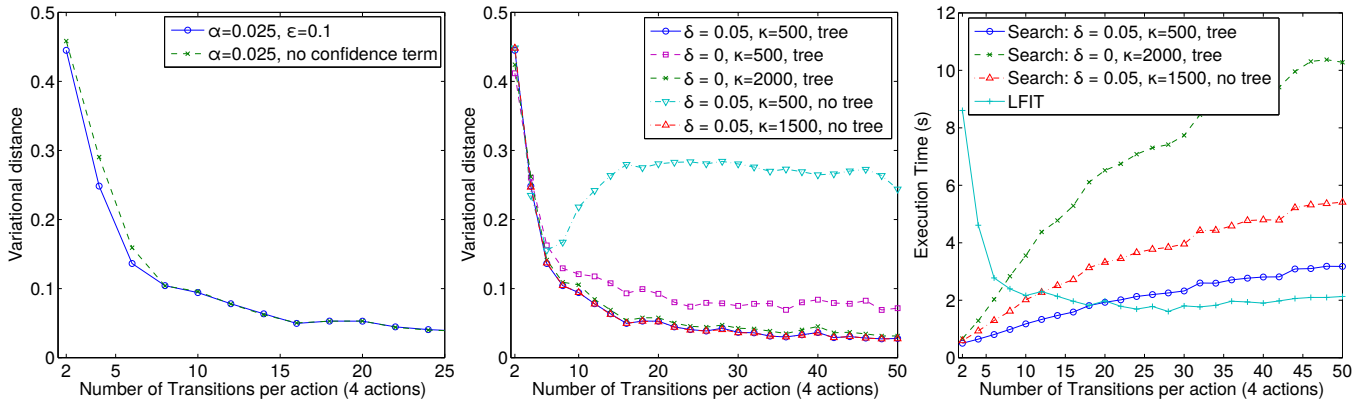 0.5
0.4
0.3
0.2
0.1
0
Variational distance
2
5
10
15
20
25
Number of Transitions per action (4 actions)
α=0.025, ε=0.1
α=0.025, no confidence term
0.5
0.4
0.3
0.2
0.1
0
Variational distance
2
10
20
30
40
50
Number of Transitions per action (4 actions)
δ = 0.05, κ=500, tree
δ = 0, κ=500, tree
δ = 0, κ=2000, tree
δ = 0.05, κ=500, no tree
δ = 0.05, κ=1500, no tree
12
10
8
6
4
2
0
Execution Time (s)
2
5
10
15
20
25
30
35
40
45
50
Number of Transitions per action (4 actions)
Search: δ = 0.05, κ=500, tree
Search: δ = 0, κ=2000, tree
Search: δ = 0.05, κ=1500, no tree
LFIT